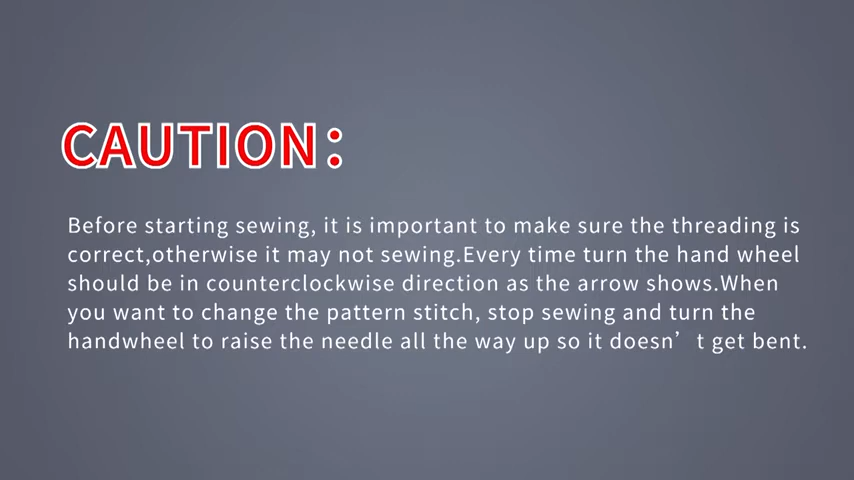 CAUTION：
Before starting sewing, it is important to make sure the threading is
correct,otherwise it may not sewing.Every time turn the hand wheel
should be in counterclockwise direction as the arrow shows.When
you want to change the pattern stitch, stop sewing and turn the
handwheel to raise the needle all the way up so it doesn’t get bent.